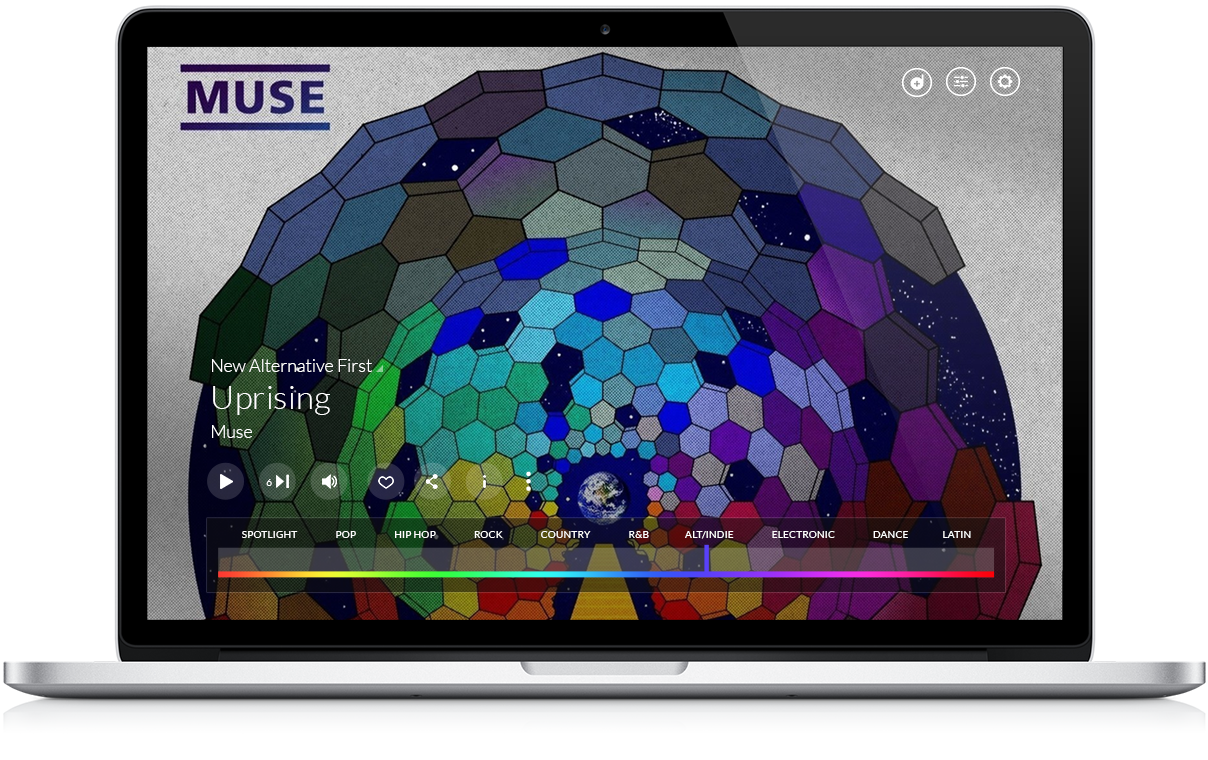 MUSE
New Alternative First
Uprising
Muse
6
SPOTLIGHT POP HIP HOP ROCK COUNTRY R&B ALT/INDIE ELECTRONIC DANCE LATIN